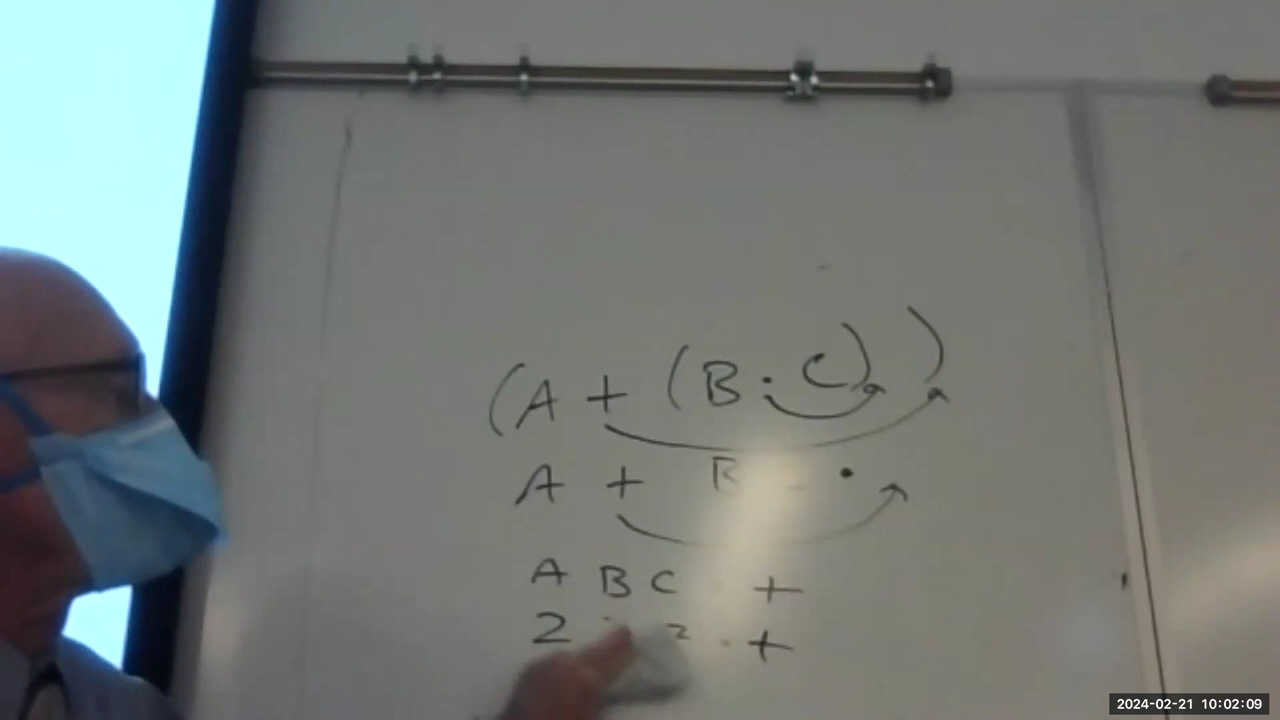 (A + (B · C))
A + B ·
A B C · +
2 · +
2024-02-21 10:02:09